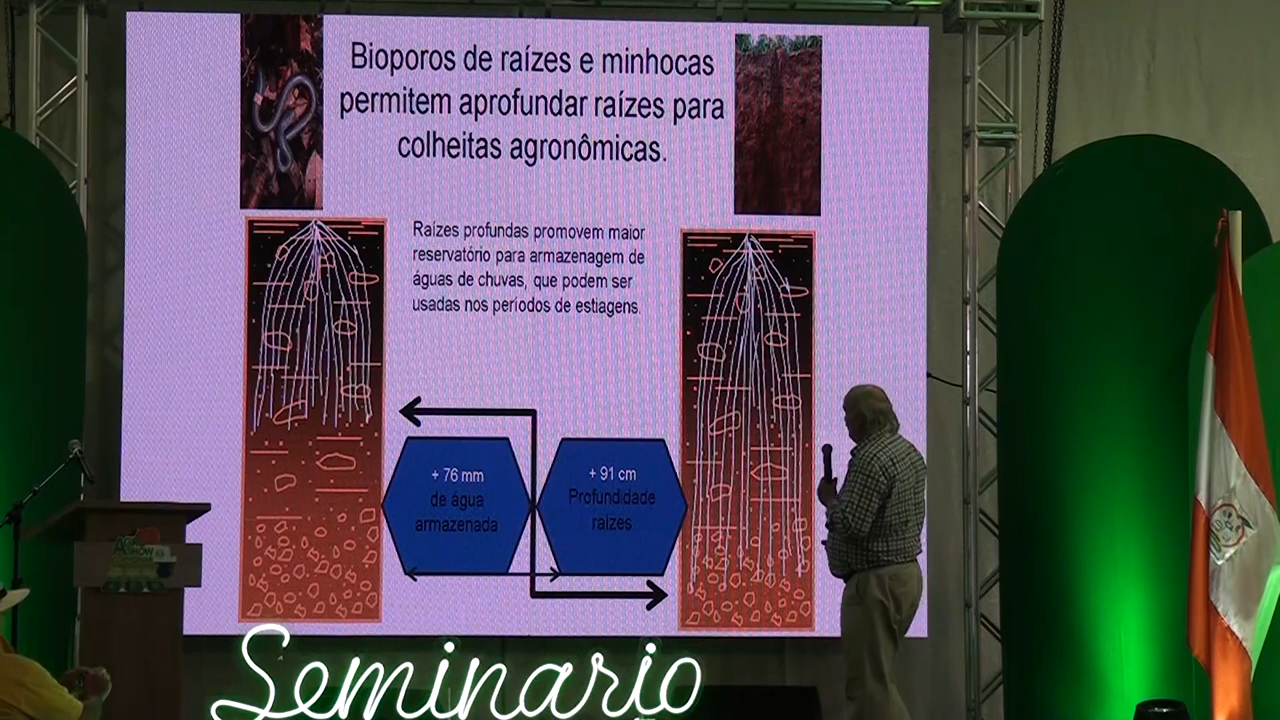 Bioporos de raízes e minhocas
permitem aprofundar raízes para
colheitas agronômicas.
Raízes profundas promovem maior
reservatório para armazenagem de
águas de chuvas, que podem ser
usadas nos períodos de estiagens.
+ 76 mm
de água
armazenada
+ 91 cm
Profundidade
raízes
SHOW
Seminario